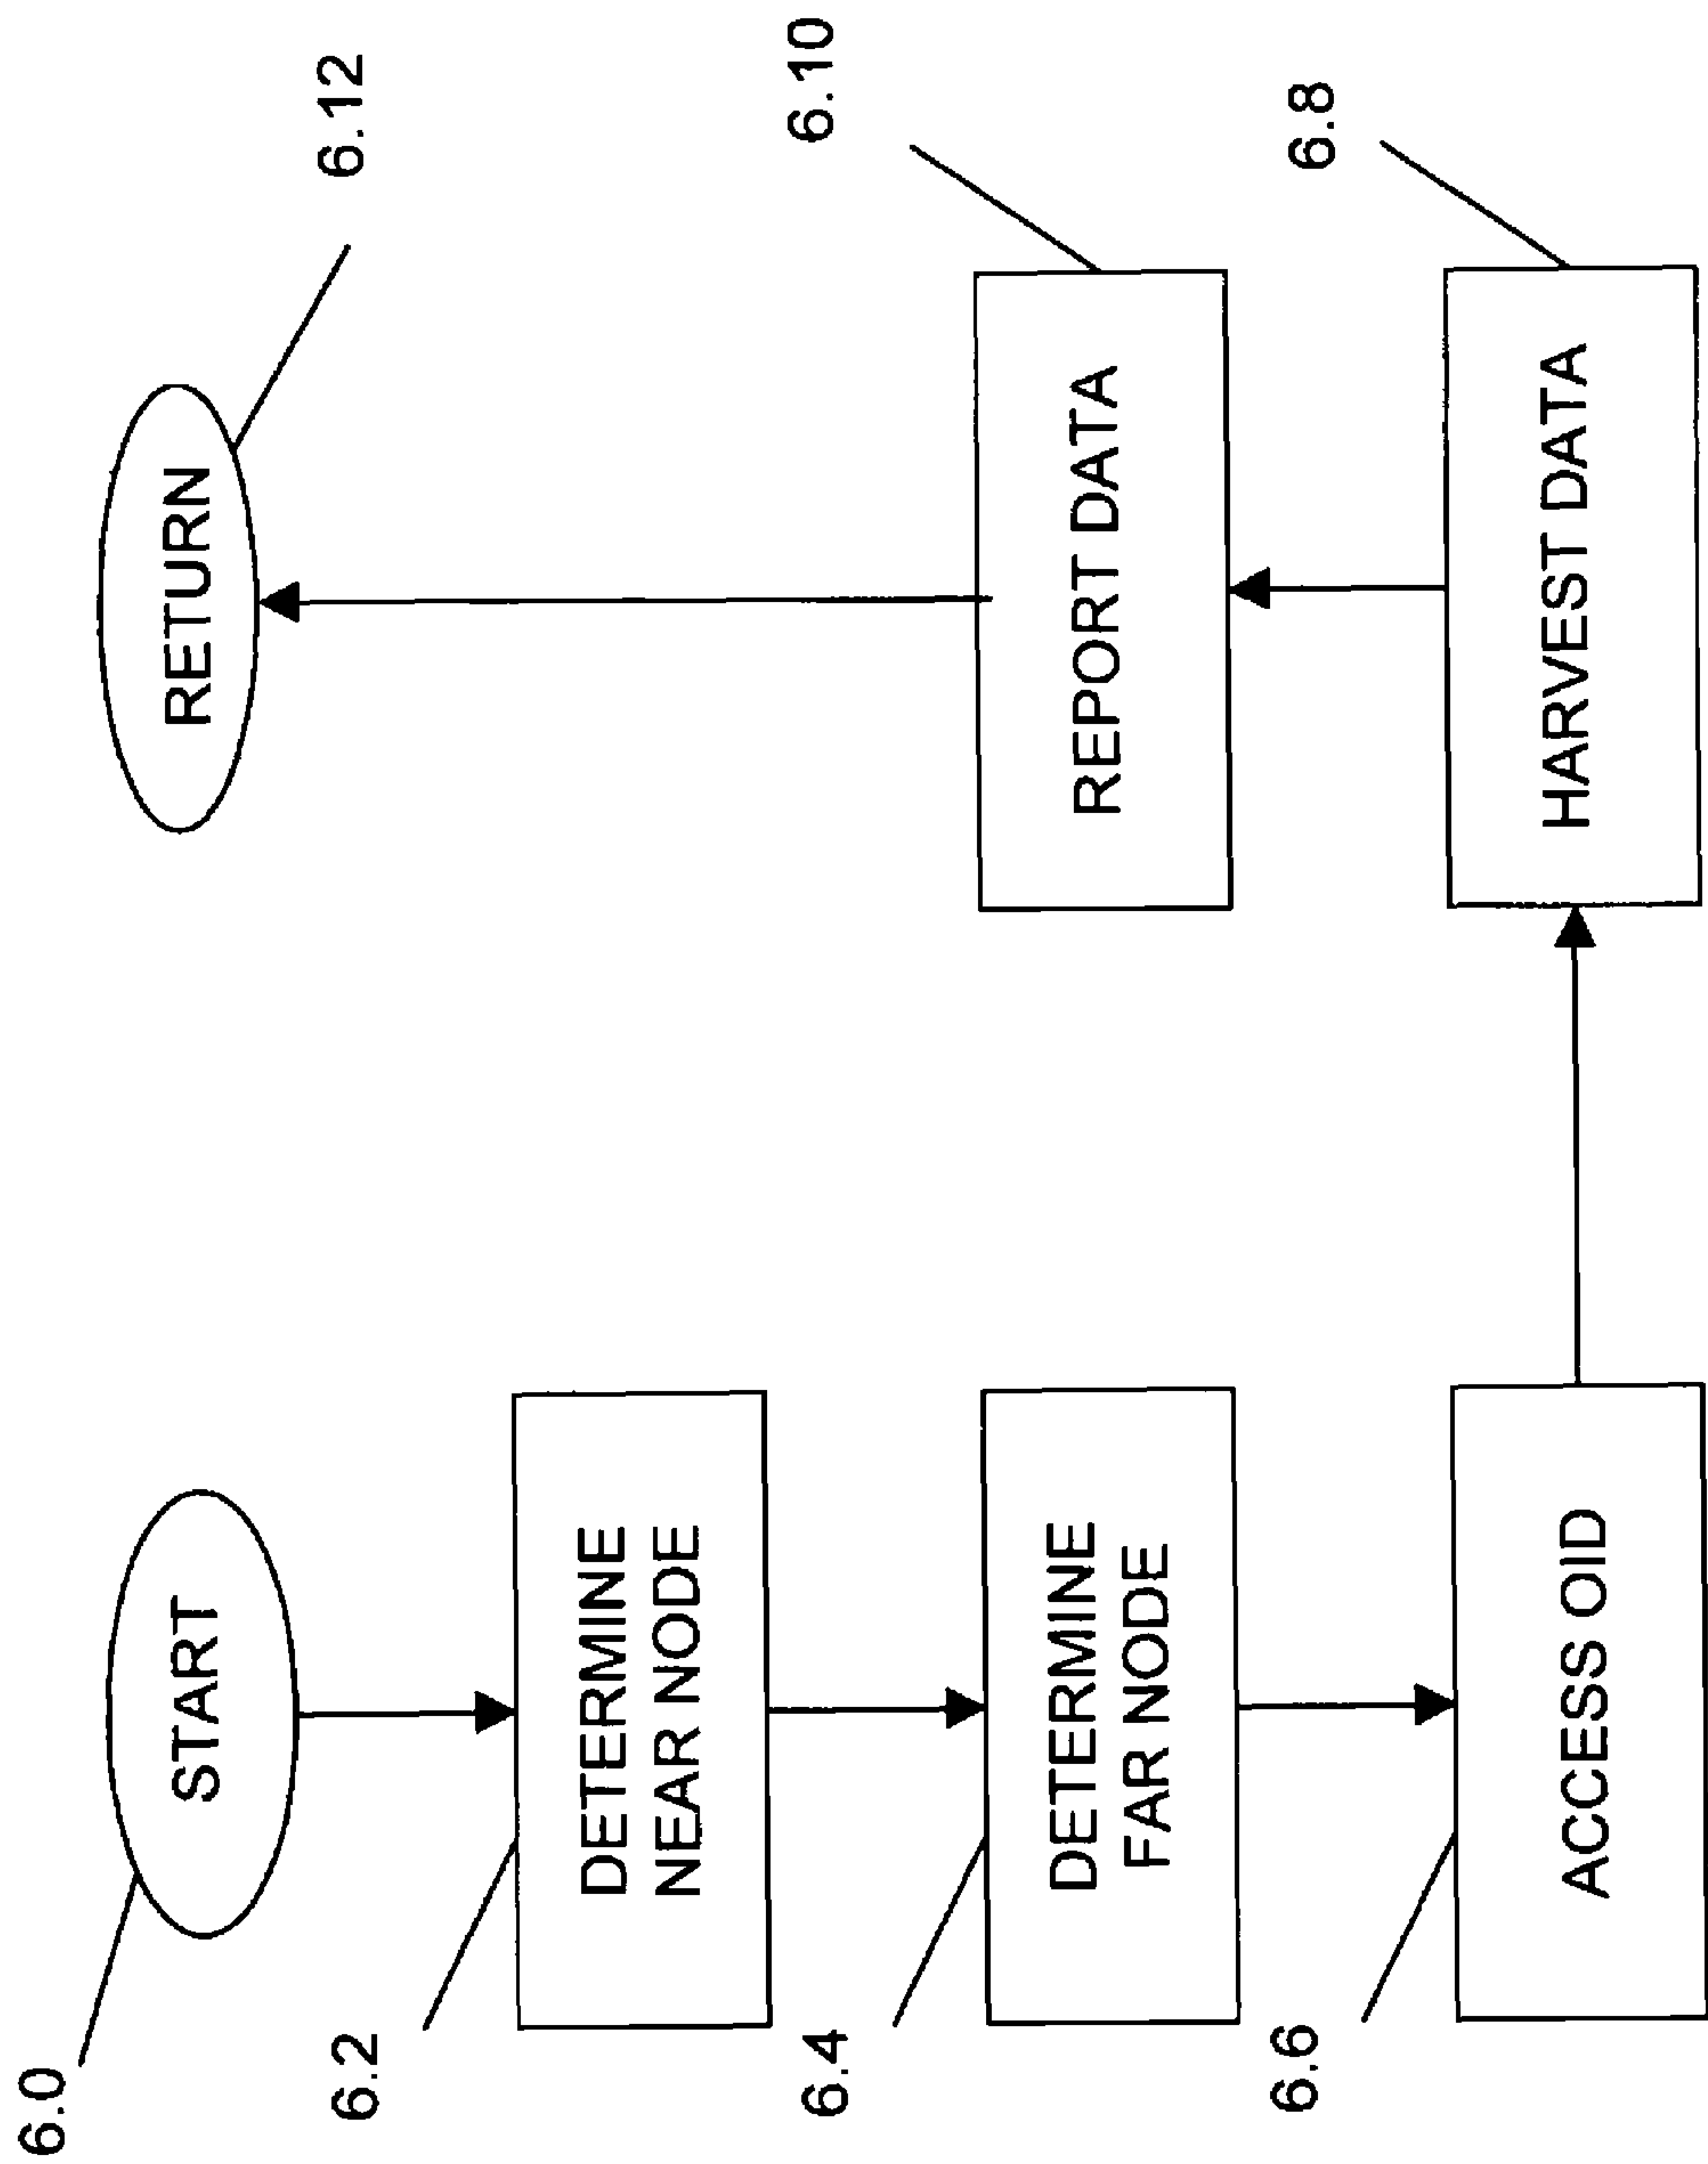 6.0
START
6.2
DETERMINE
NEAR NODE
6.4
DETERMINE
FAR NODE
6.6
ACCESS OID
6.8
HARVEST DATA
6.10
REPORT DATA
6.12
RETURN